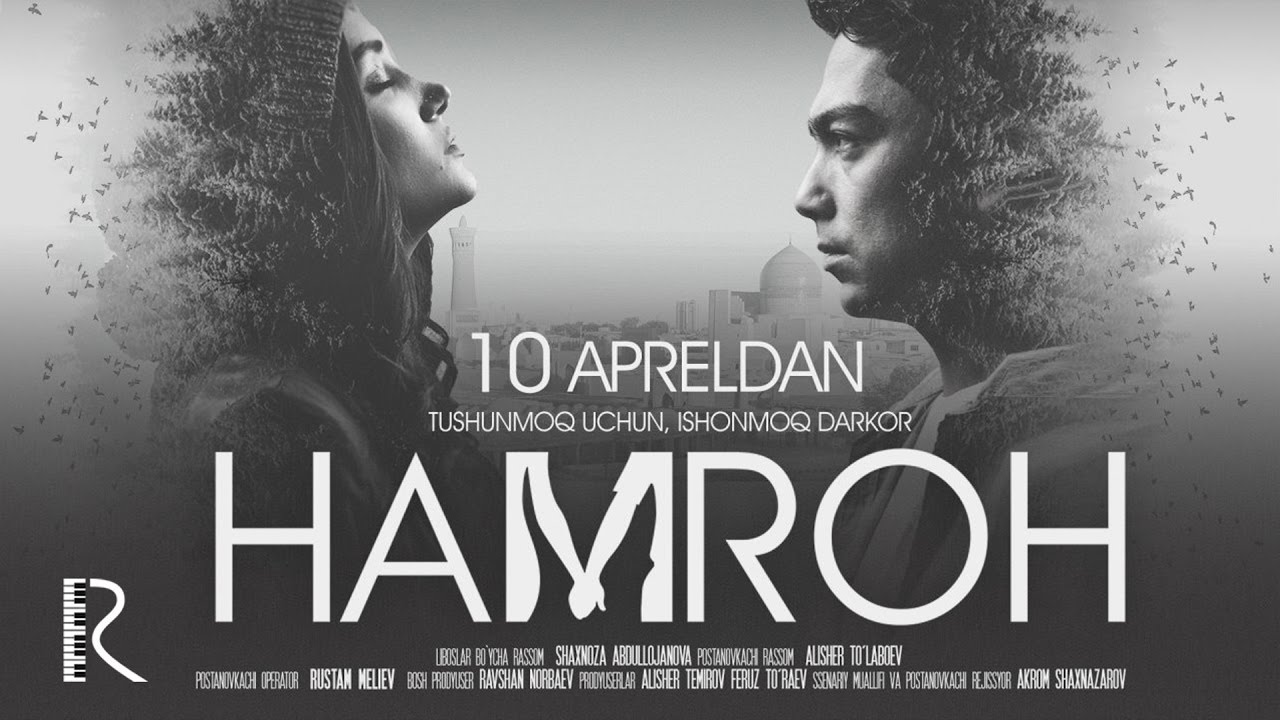 10 APRELDAN
TUSHUNMOQ UCHUN, ISHONMOQ DARKOR
HAMROH
R
LIBOSLAR BO`YCHA RASSOM SHAXNOZA ABDULLOJANOVA POSTANOVKACHI RASSOM ALISHER TO`LABOEV
POSTANOVKACHI OPERATOR RUSTAM MELIEV BOSH PRODYUSER RAVSHAN NORBAEV PRODYUSERLAR ALISHER TEMIROV FERUZ TO`RAEV SSENARIY MUALLIFI VA POSTANOVKACHI REJISSYOR AKROM SHAXNAZAROV